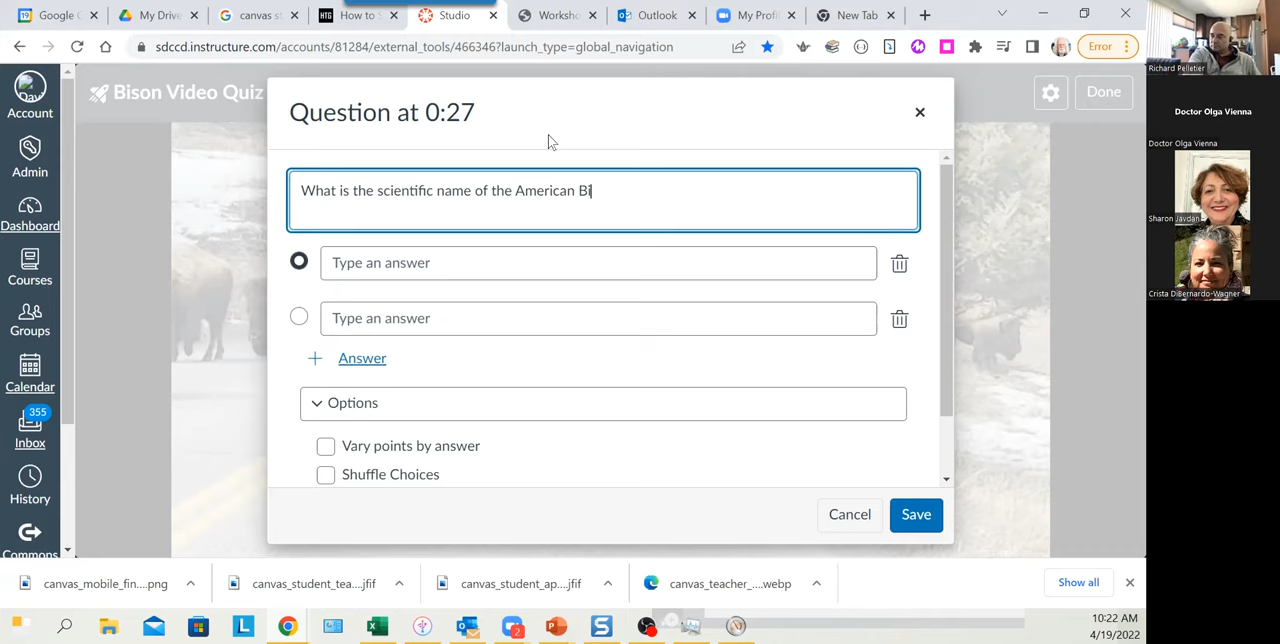 Google C
My Drive
canvas st
How to S
Studio
Worksho
Outlook
My Profi
New Tab
sdccd.instructure.com/accounts/81284/external_tools/466346?launch_type=global_navigation
Error
Account
Admin
Dashboard
Courses
Groups
Calendar
355
Inbox
History
Commons
Bison Video Quiz
Done
Question at 0:27
What is the scientific name of the American Bi
Type an answer
Type an answer
Answer
Options
Vary points by answer
Shuffle Choices
Cancel
Save
Richard Pelletier
Doctor Olga Vienna
Doctor Olga Vienna
Sharon Javdan
Crista DiBernardo-Wagner
canvas_mobile_fin....png
canvas_student_tea....jfif
canvas_student_ap....jfif
canvas_teacher_....webp
Show all
10:22 AM
4/19/2022